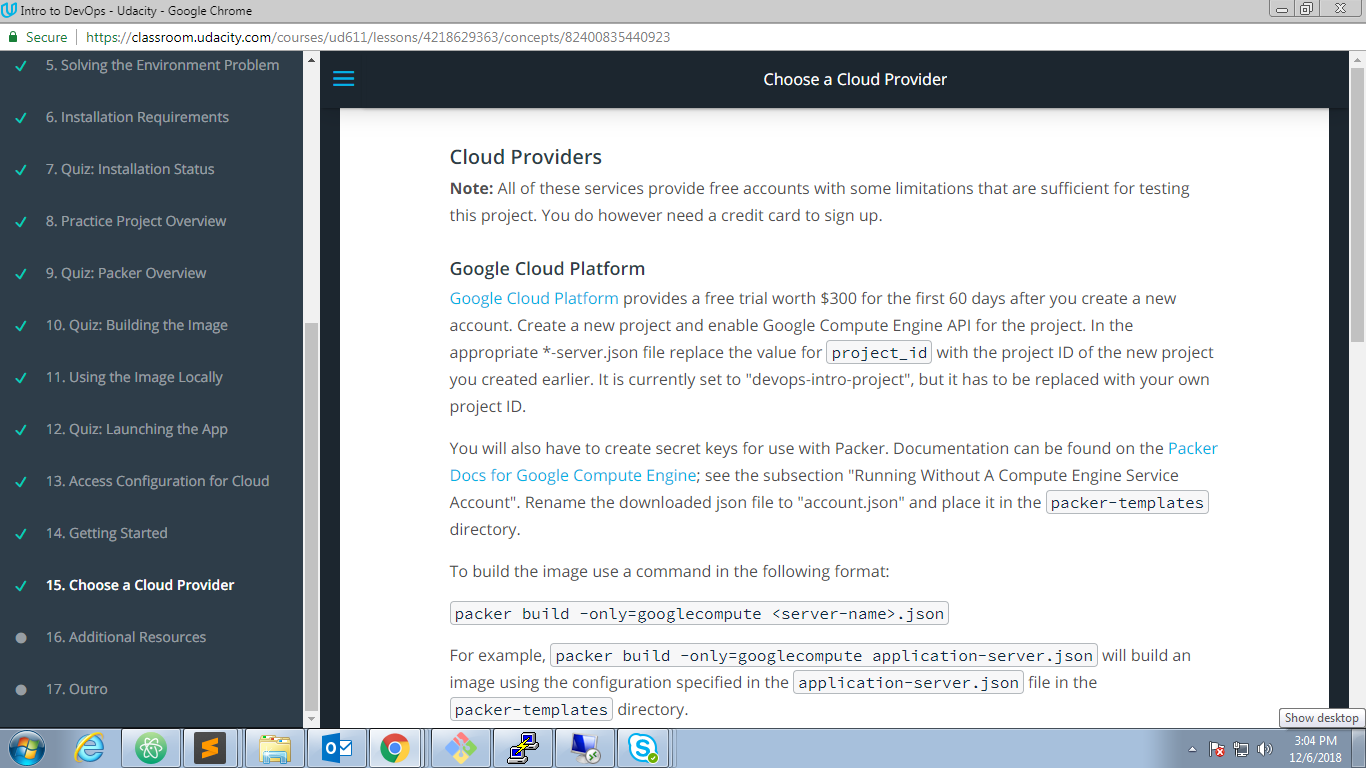 Intro to DevOps - Udacity - Google Chrome
Secure
https://classroom.udacity.com/courses/ud611/lessons/4218629363/concepts/82400835440923
5. Solving the Environment Problem
6. Installation Requirements
7. Quiz: Installation Status
8. Practice Project Overview
9. Quiz: Packer Overview
10. Quiz: Building the Image
11. Using the Image Locally
12. Quiz: Launching the App
13. Access Configuration for Cloud
14. Getting Started
15. Choose a Cloud Provider
16. Additional Resources
17. Outro
Choose a Cloud Provider
Cloud Providers
Note: All of these services provide free accounts with some limitations that are sufficient for testing
this project. You do however need a credit card to sign up.
Google Cloud Platform
Google Cloud Platform provides a free trial worth $300 for the first 60 days after you create a new
account. Create a new project and enable Google Compute Engine API for the project. In the
appropriate *-server.json file replace the value for project_id with the project ID of the new project
you created earlier. It is currently set to "devops-intro-project", but it has to be replaced with your own
project ID.
You will also have to create secret keys for use with Packer. Documentation can be found on the Packer
Docs for Google Compute Engine; see the subsection "Running Without A Compute Engine Service
Account". Rename the downloaded json file to "account.json" and place it in the packer-templates
directory.
To build the image use a command in the following format:
packer build -only=googlecompute <server-name>.json
For example, packer build -only=googlecompute application-server.json will build an
image using the configuration specified in the application-server.json file in the
packer-templates directory.
Show desktop
3:04 PM
12/6/2018